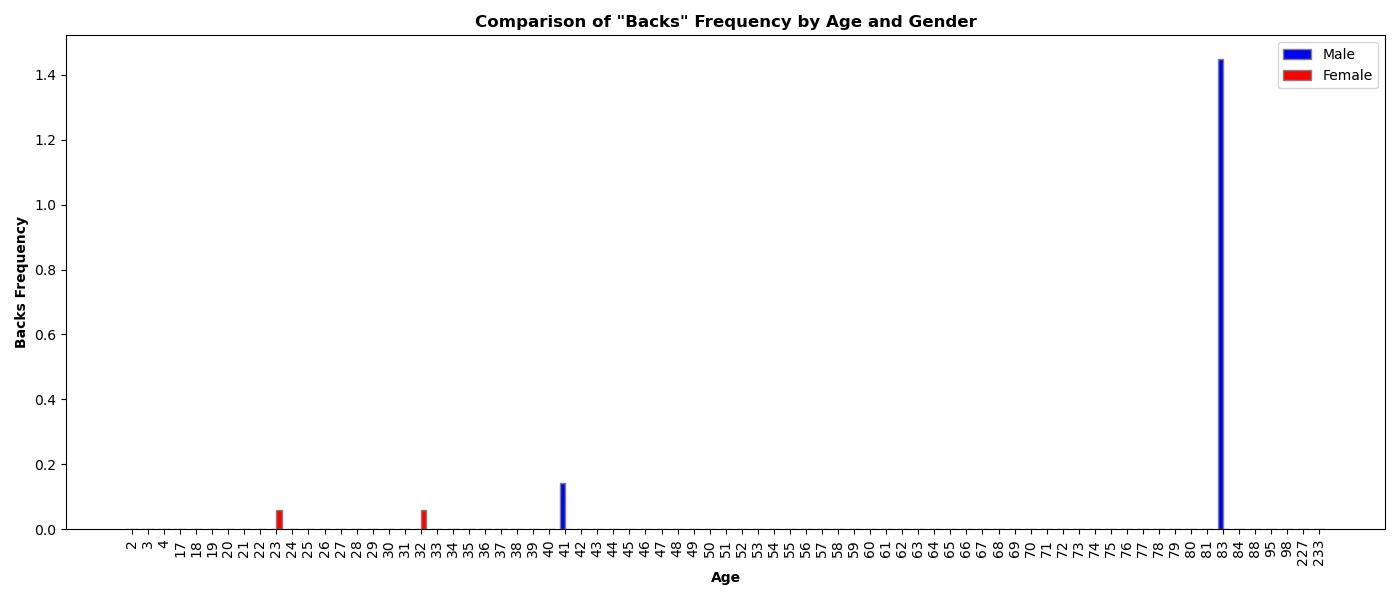 Comparison of "Backs" Frequency by Age and Gender
Male
Female
Backs Frequency
1.4
1.2
1.0
0.8
0.6
0.4
0.2
0.0
2 3 4 17 18 19 20 21 22 23 24 25 26 27 28 29 30 31 32 33 34 35 36 37 38 39 40 41 42 43 44 45 46 47 48 49 50 51 52 53 54 55 56 57 58 59 60 61 62 63 64 65 66 67 68 69 70 71 72 73 74 75 76 77 78 79 80 81 83 84 88 95 98 227 233
Age